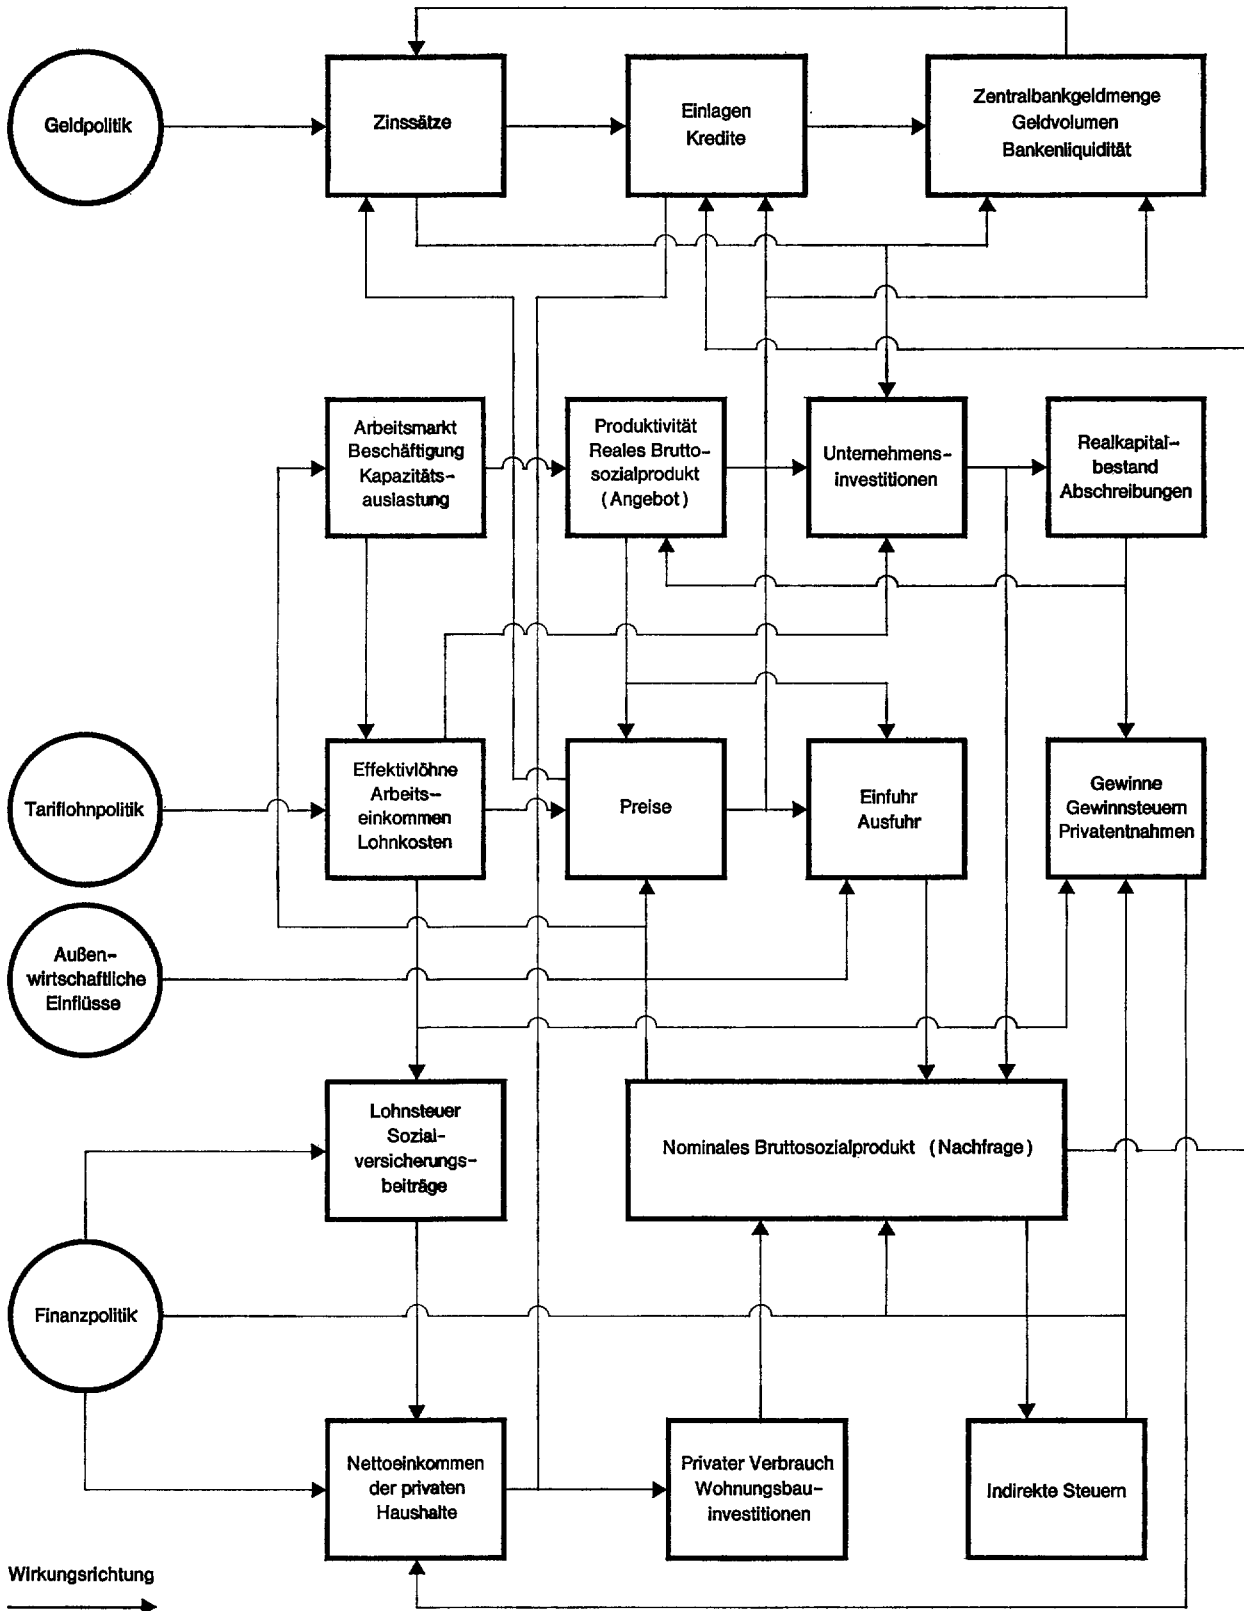 Geldpolitik
Zinssätze
Einlagen
Kredite
Zentralbankgeldmenge
Geldvolumen
Bankenliquidität
Arbeitsmarkt
Beschäftigung
Kapazitäts-
auslastung
Produktivität
Reales Brutto-
sozialprodukt
(Angebot)
Unternehmens-
investitionen
Realkapital-
bestand
Abschreibungen
Tariflohnpolitik
Effektivlöhne
Arbeits-
einkommen
Lohnkosten
Preise
Einfuhr
Ausfuhr
Gewinne
Gewinnsteuern
Privatentnahmen
Außen-
wirtschaftliche
Einflüsse
Lohnsteuer
Sozial-
versicherungs-
beiträge
Nominales Bruttosozialprodukt (Nachfrage)
Finanzpolitik
Nettoeinkommen
der privaten
Haushalte
Privater Verbrauch
Wohnungsbau-
investitionen
Indirekte Steuern
Wirkungsrichtung